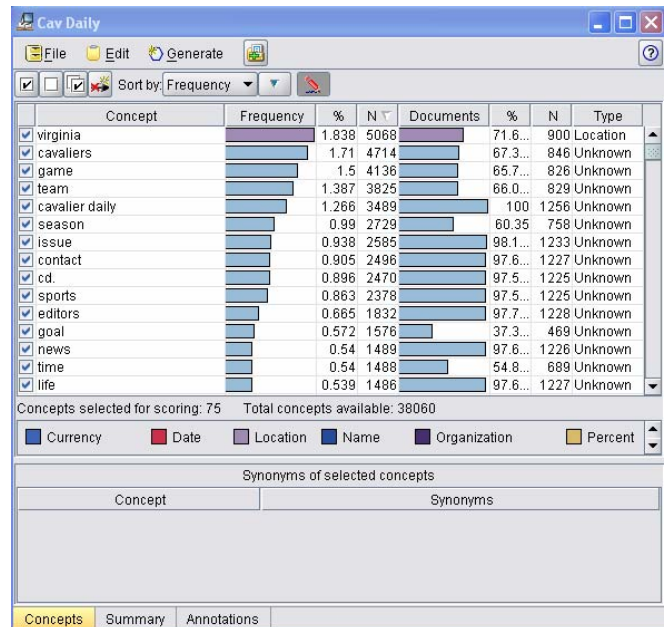 Cav Daily
File Edit Generate
Sort by: Frequency
Concept Frequency % N Documents % N Type
virginia 1.838 5068 71.6... 900 Location
cavaliers 1.71 4714 67.3... 846 Unknown
game 1.5 4136 65.7... 826 Unknown
team 1.387 3825 66.0... 829 Unknown
cavalier daily 1.266 3489 100 1256 Unknown
season 0.99 2729 60.35 758 Unknown
issue 0.938 2585 98.1... 1233 Unknown
contact 0.905 2496 97.6... 1227 Unknown
cd. 0.896 2470 97.5... 1225 Unknown
sports 0.863 2378 97.5... 1225 Unknown
editors 0.665 1832 97.7... 1228 Unknown
goal 0.572 1576 37.3... 469 Unknown
news 0.54 1489 97.6... 1226 Unknown
time 0.54 1488 54.8... 689 Unknown
life 0.539 1486 97.6... 1227 Unknown
Concepts selected for scoring: 75 Total concepts available: 38060
Currency Date Location Name Organization Percent
Synonyms of selected concepts
Concept Synonyms
Concepts Summary Annotations